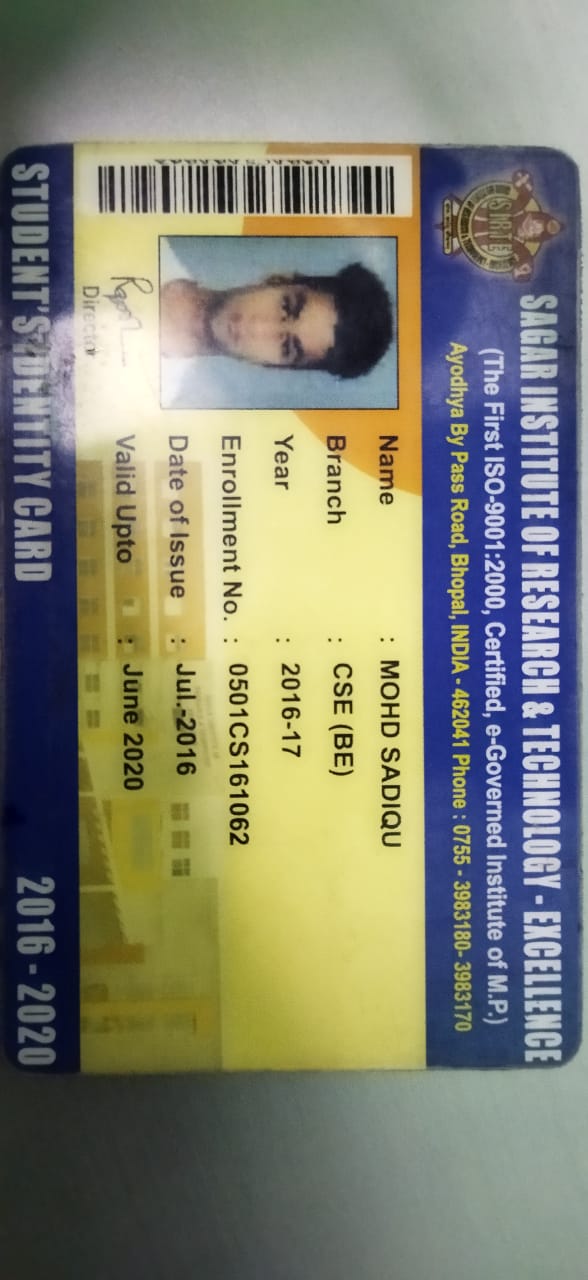 SAGAR INSTITUTE OF RESEARCH & TECHNOLOGY - EXCELLENCE
(The First ISO-9001:2000, Certified, e-Governed Institute of M.P.)
Ayodhya By Pass Road, Bhopal, INDIA - 462041 Phone : 0755 - 3983180- 3983170
Name : MOHD SADIQU
Branch : CSE (BE)
Year : 2016-17
Enrollment No. : 0501CS161062
Date of Issue : Jul.-2016
Valid Upto : June 2020
Director
STUDENT'S IDENTITY CARD 2016 - 2020